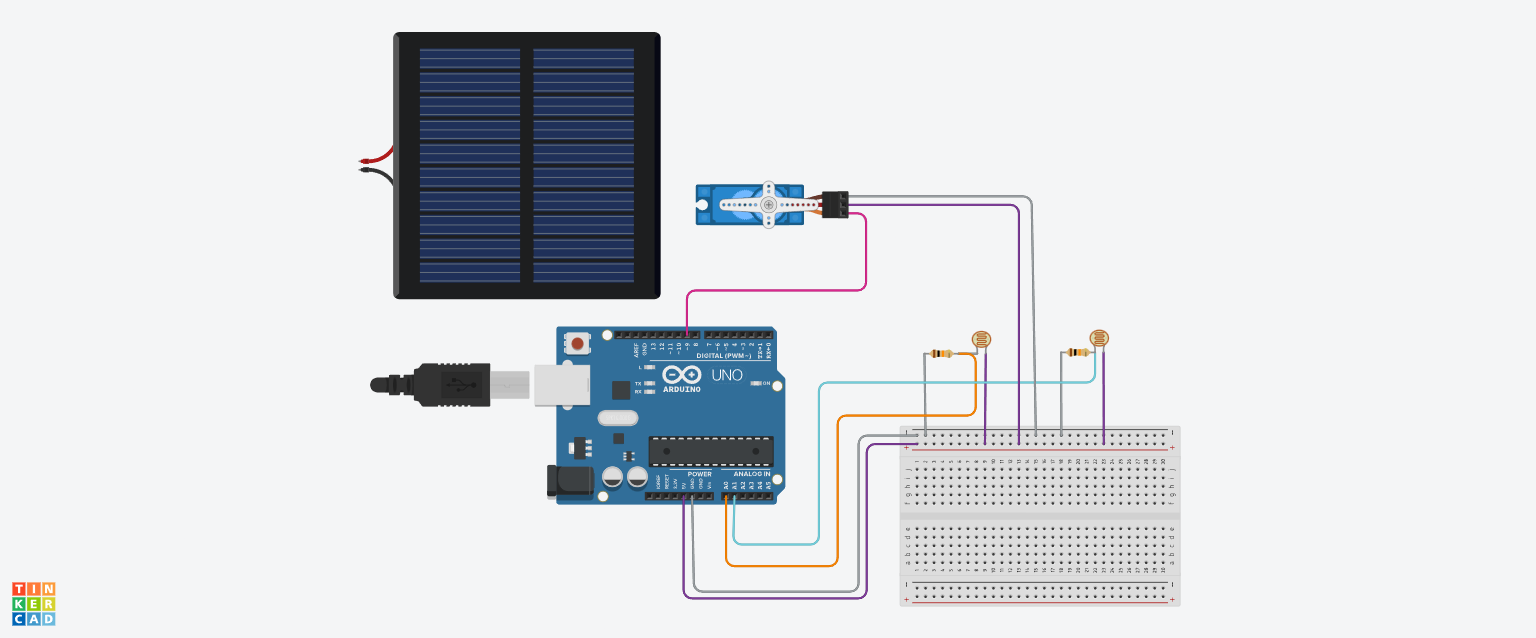 AREF
GND
13
12
~11
~10
~9
8
7
~6
~5
4
~3
2
TX→1
RX←0
DIGITAL (PWM~)
L
TX
RX
ON
UNO
ARDUINO
POWER
ANALOG IN
IOREF
RESET
3.3V
5V
GND
GND
Vin
A0
A1
A2
A3
A4
A5
TIN
KER
CAD